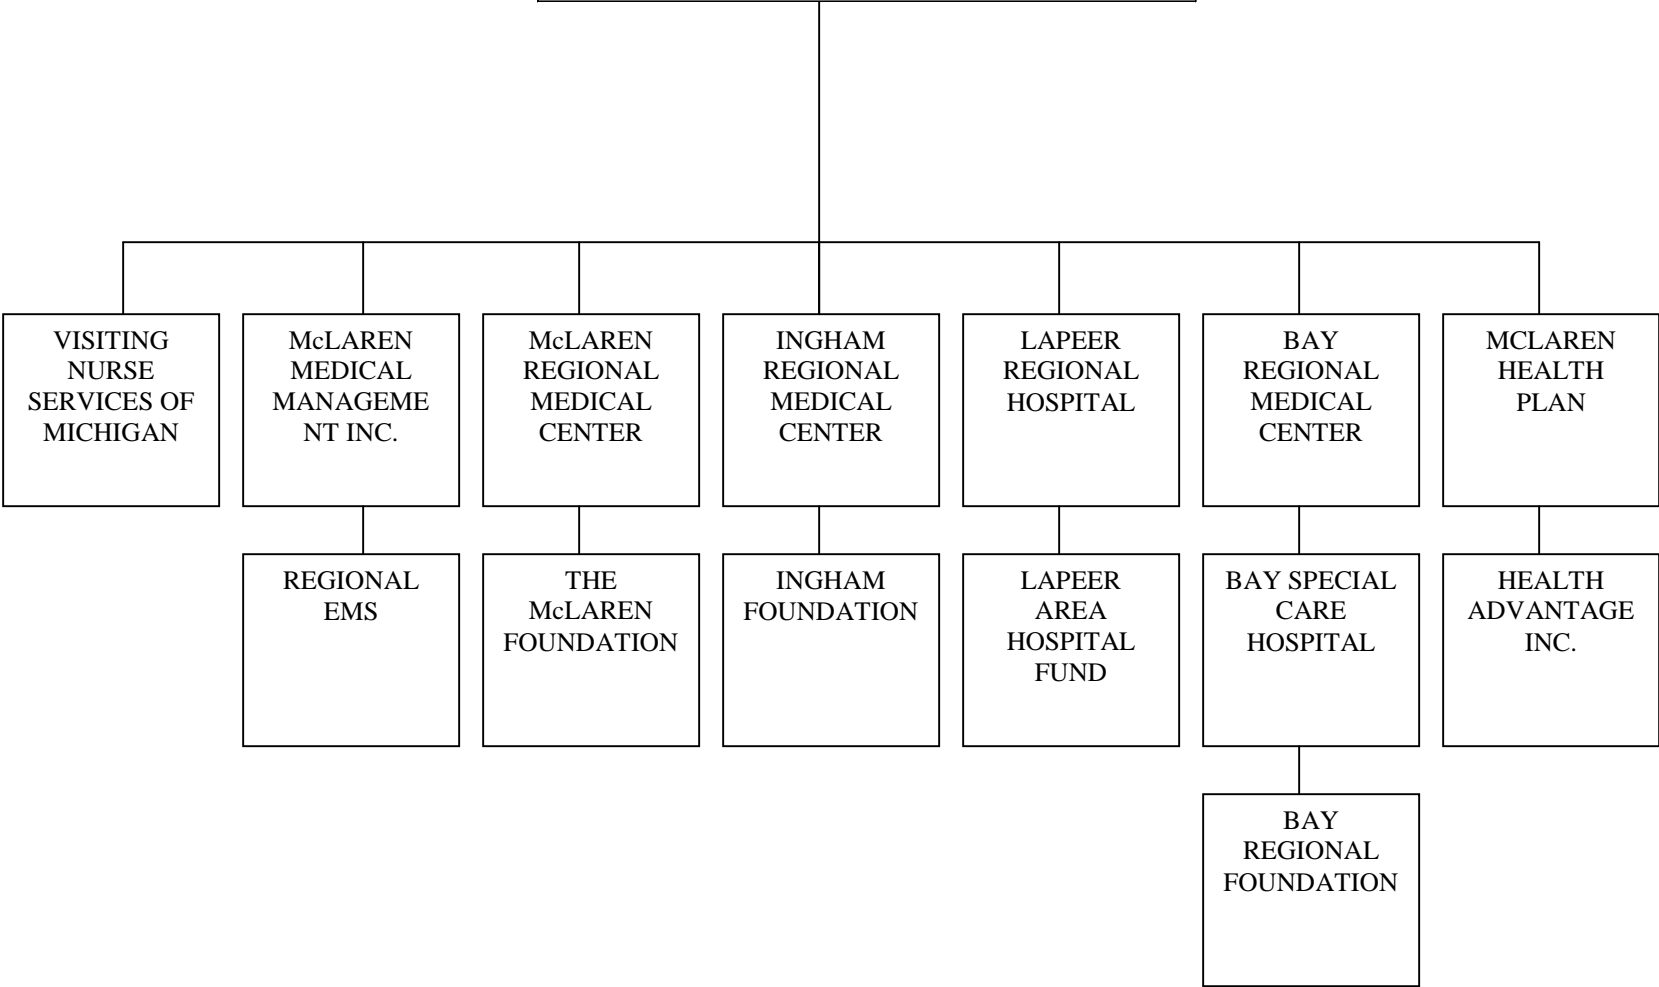 VISITING
NURSE
SERVICES OF
MICHIGAN
McLAREN
MEDICAL
MANAGEME
NT INC.
McLAREN
REGIONAL
MEDICAL
CENTER
INGHAM
REGIONAL
MEDICAL
CENTER
LAPEER
REGIONAL
HOSPITAL
BAY
REGIONAL
MEDICAL
CENTER
MCLAREN
HEALTH
PLAN
REGIONAL
EMS
THE
McLAREN
FOUNDATION
INGHAM
FOUNDATION
LAPEER
AREA
HOSPITAL
FUND
BAY SPECIAL
CARE
HOSPITAL
HEALTH
ADVANTAGE
INC.
BAY
REGIONAL
FOUNDATION